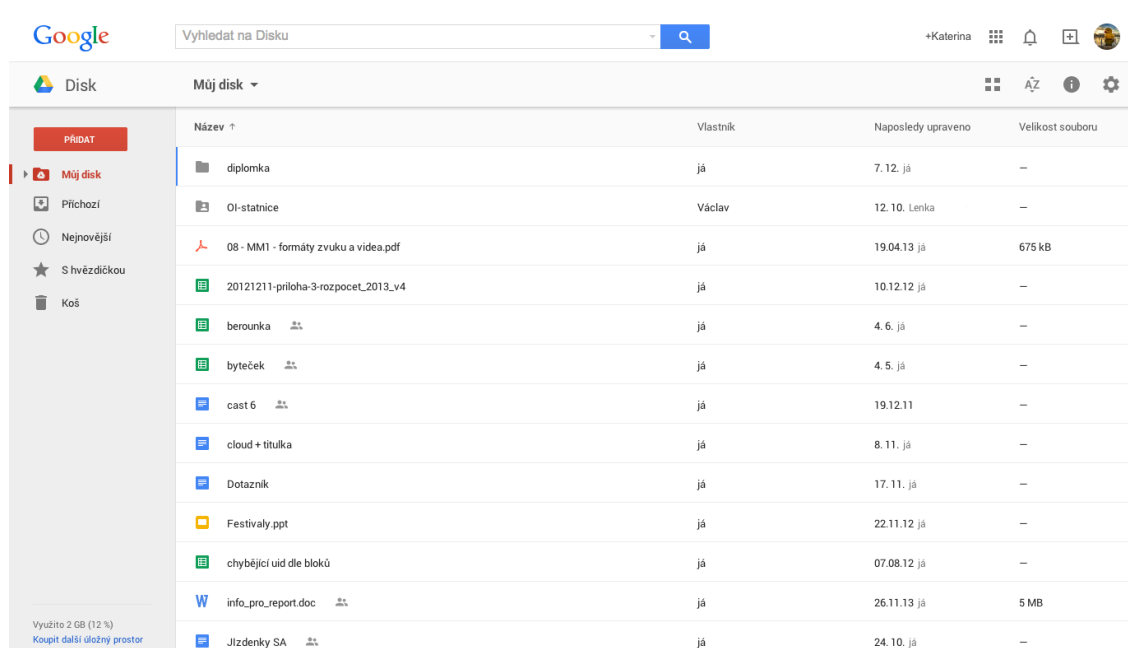 Google
Vyhledat na Disku
+Katerina
Disk
Můj disk
AZ
PŘIDAT
Můj disk
Příchozí
Nejnovější
S hvězdičkou
Koš
Využito 2 GB (12 %)
Koupit další úložný prostor
Název ↑ Vlastník Naposledy upraveno Velikost souboru
diplomka já 7. 12. já —
OI-statnice Václav 12. 10. Lenka —
08 - MM1 - formáty zvuku a videa.pdf já 19.04.13 já 675 kB
20121211-priloha-3-rozpocet_2013_v4 já 10.12.12 já —
berounka já 4. 6. já —
byteček já 4. 5. já —
cast 6 já 19.12.11 —
cloud + titulka já 8. 11. já —
Dotazník já 17. 11. já —
Festivaly.ppt já 22.11.12 já —
chybějící uid dle bloků já 07.08.12 já —
W info_pro_report.doc já 26.11.13 já 5 MB
JIzdenky SA já 24. 10. já —